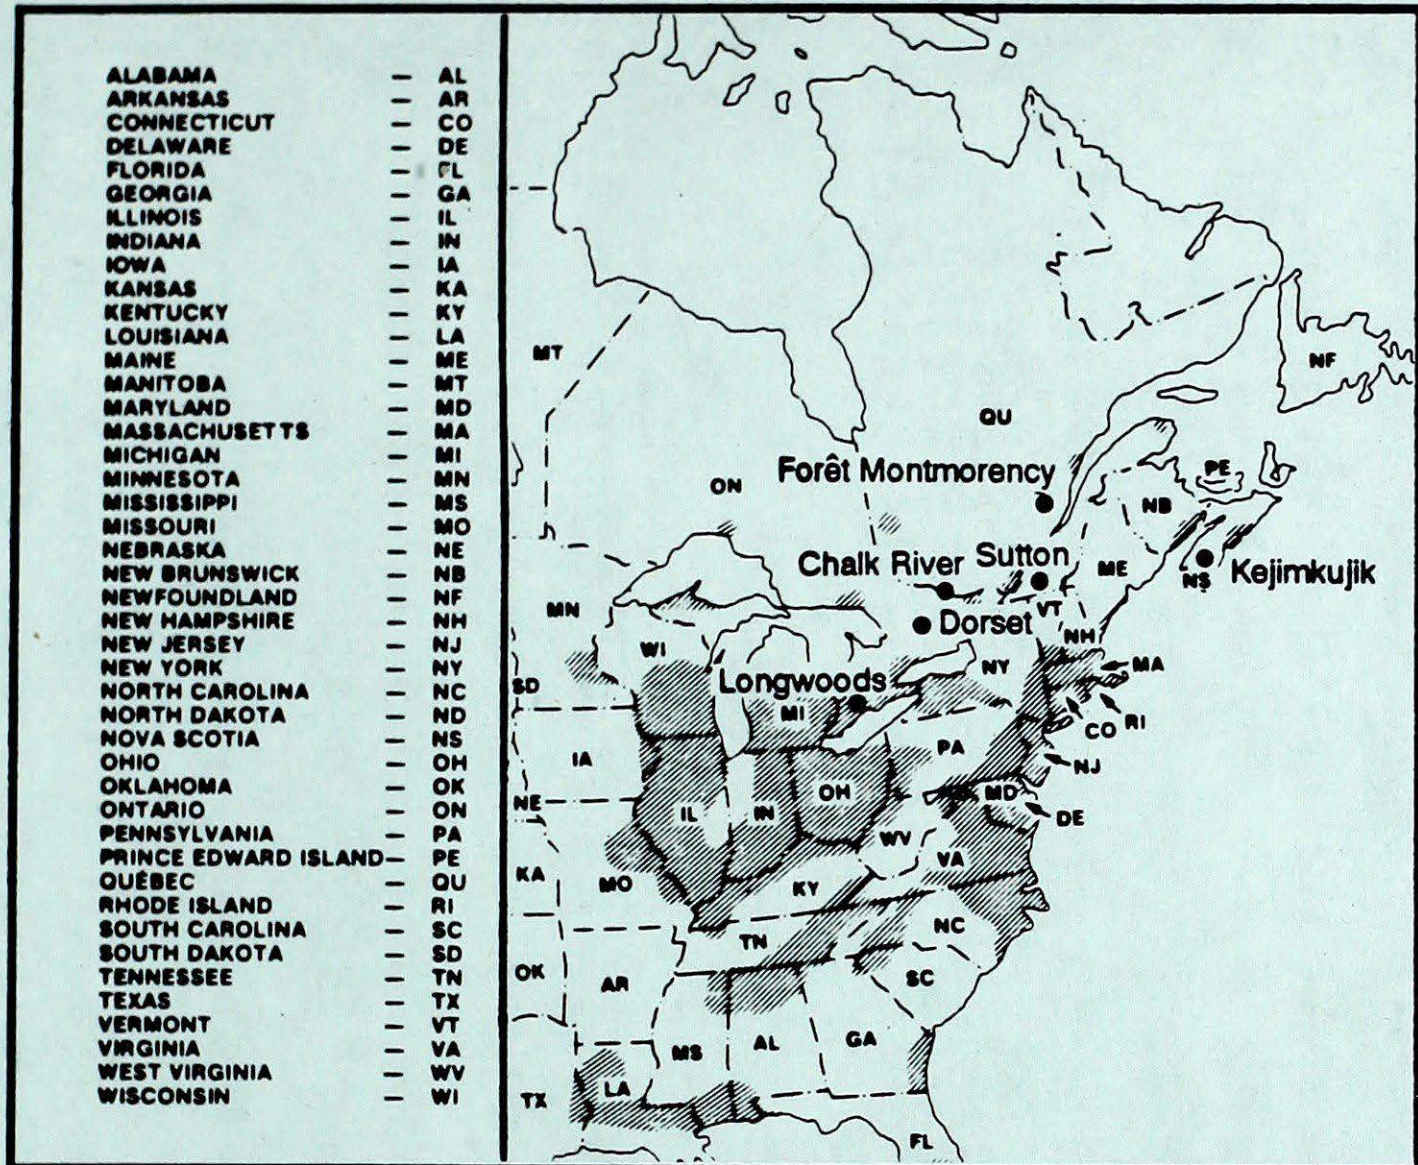 ALABAMA – AL
ARKANSAS – AR
CONNECTICUT – CO
DELAWARE – DE
FLORIDA – FL
GEORGIA – GA
ILLINOIS – IL
INDIANA – IN
IOWA – IA
KANSAS – KA
KENTUCKY – KY
LOUISIANA – LA
MAINE – ME
MANITOBA – MT
MARYLAND – MD
MASSACHUSETTS – MA
MICHIGAN – MI
MINNESOTA – MN
MISSISSIPPI – MS
MISSOURI – MO
NEBRASKA – NE
NEW BRUNSWICK – NB
NEWFOUNDLAND – NF
NEW HAMPSHIRE – NH
NEW JERSEY – NJ
NEW YORK – NY
NORTH CAROLINA – NC
NORTH DAKOTA – ND
NOVA SCOTIA – NS
OHIO – OH
OKLAHOMA – OK
ONTARIO – ON
PENNSYLVANIA – PA
PRINCE EDWARD ISLAND – PE
QUÉBEC – QU
RHODE ISLAND – RI
SOUTH CAROLINA – SC
SOUTH DAKOTA – SD
TENNESSEE – TN
TEXAS – TX
VERMONT – VT
VIRGINIA – VA
WEST VIRGINIA – WV
WISCONSIN – WI
MT
NF
QU
Forêt Montmorency
PE
ON
NB
Chalk River
Sutton
ME
NS
Kejimkujik
MN
VT
Dorset
NH
WI
NY
MA
SD
Longwoods
MI
CO
RI
IA
PA
NJ
NE
IL
IN
OH
MD
DE
WV
VA
KA
MO
KY
NC
TN
OK
AR
SC
MS
AL
GA
LA
TX
FL